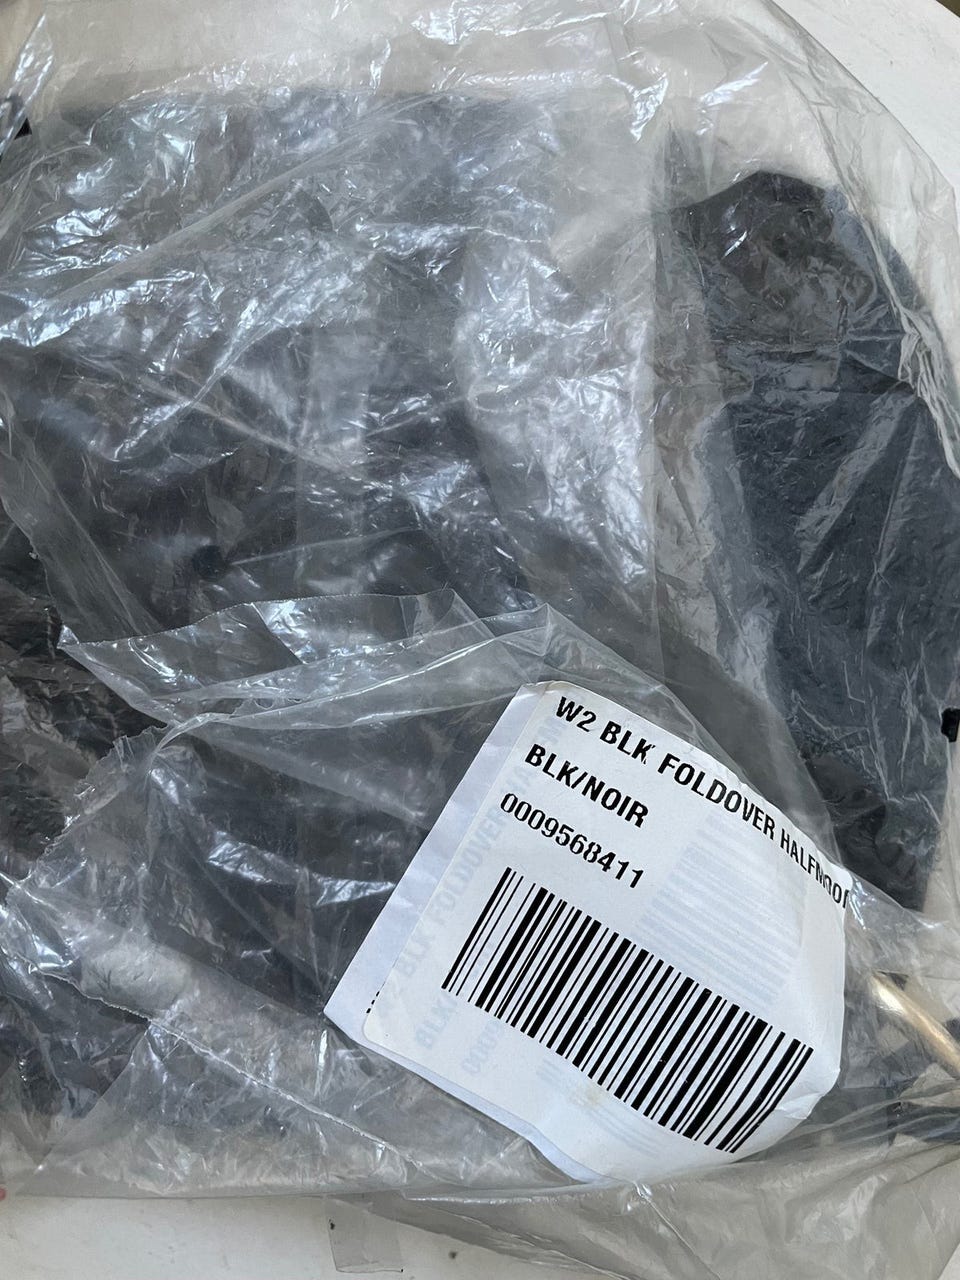 W2 BLK FOLDOVER HALFMOON
BLK/NOIR
0009568411